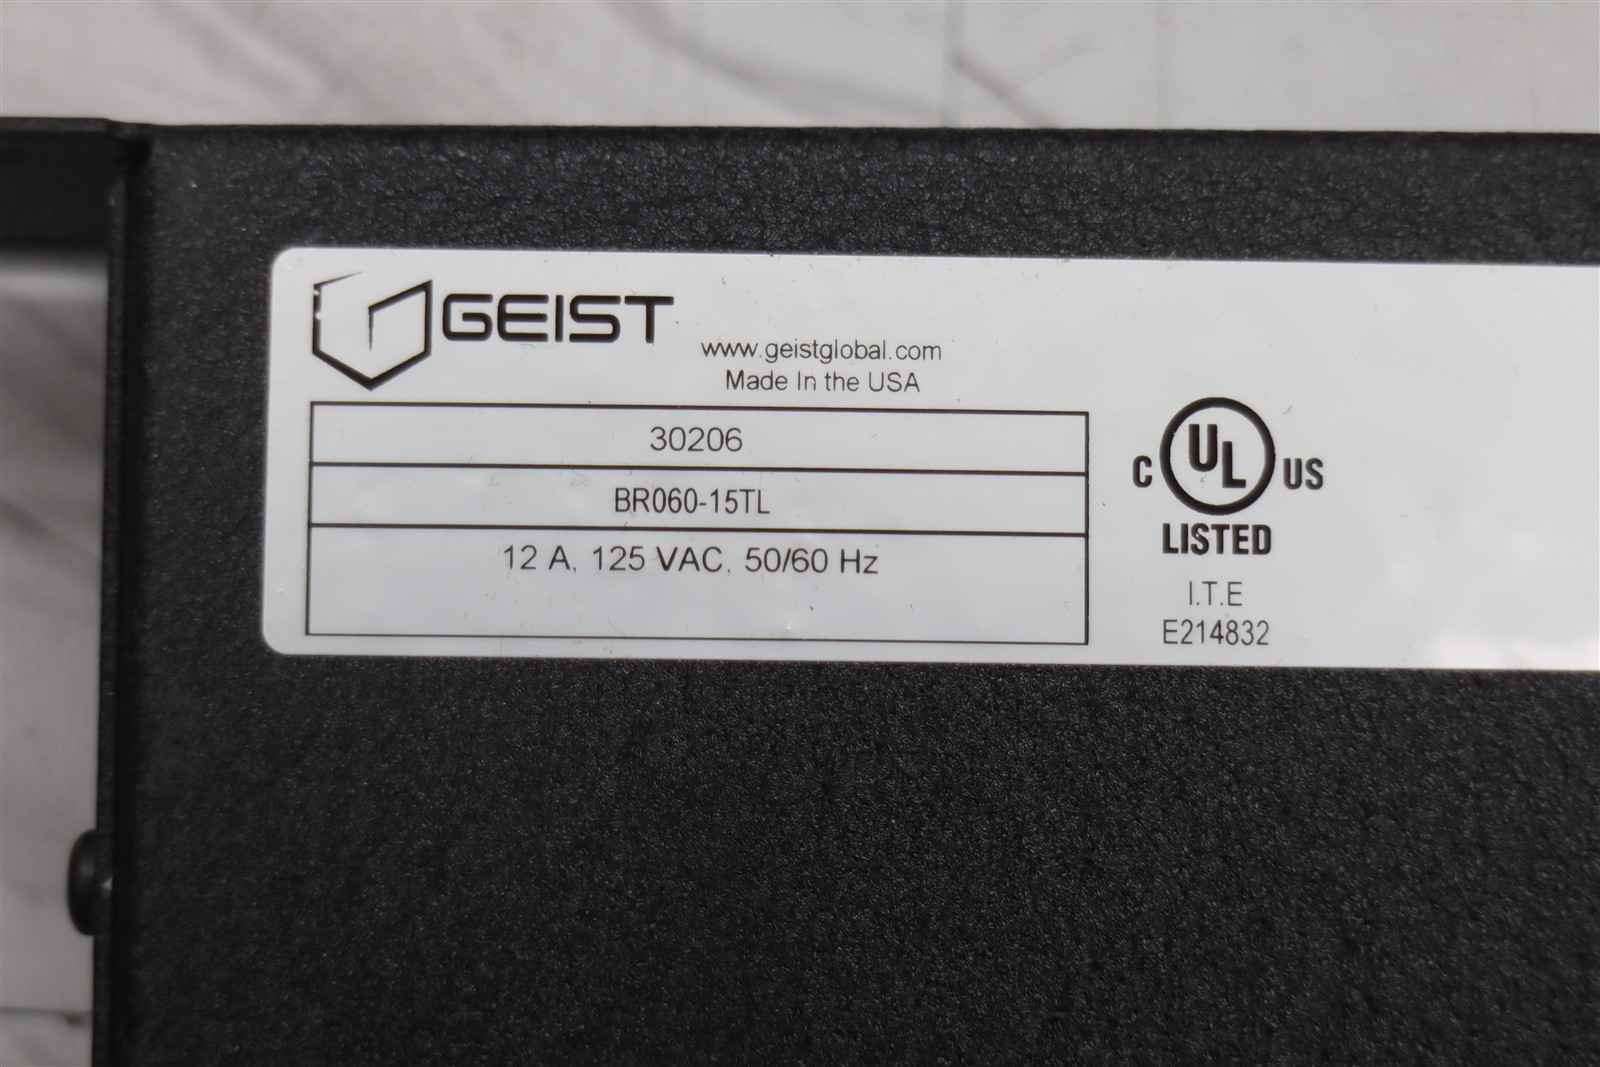 GEIST
www.geistglobal.com
Made In the USA
30206
BR060-15TL
12 A, 125 VAC, 50/60 Hz
C UL US
LISTED
I.T.E
E214832